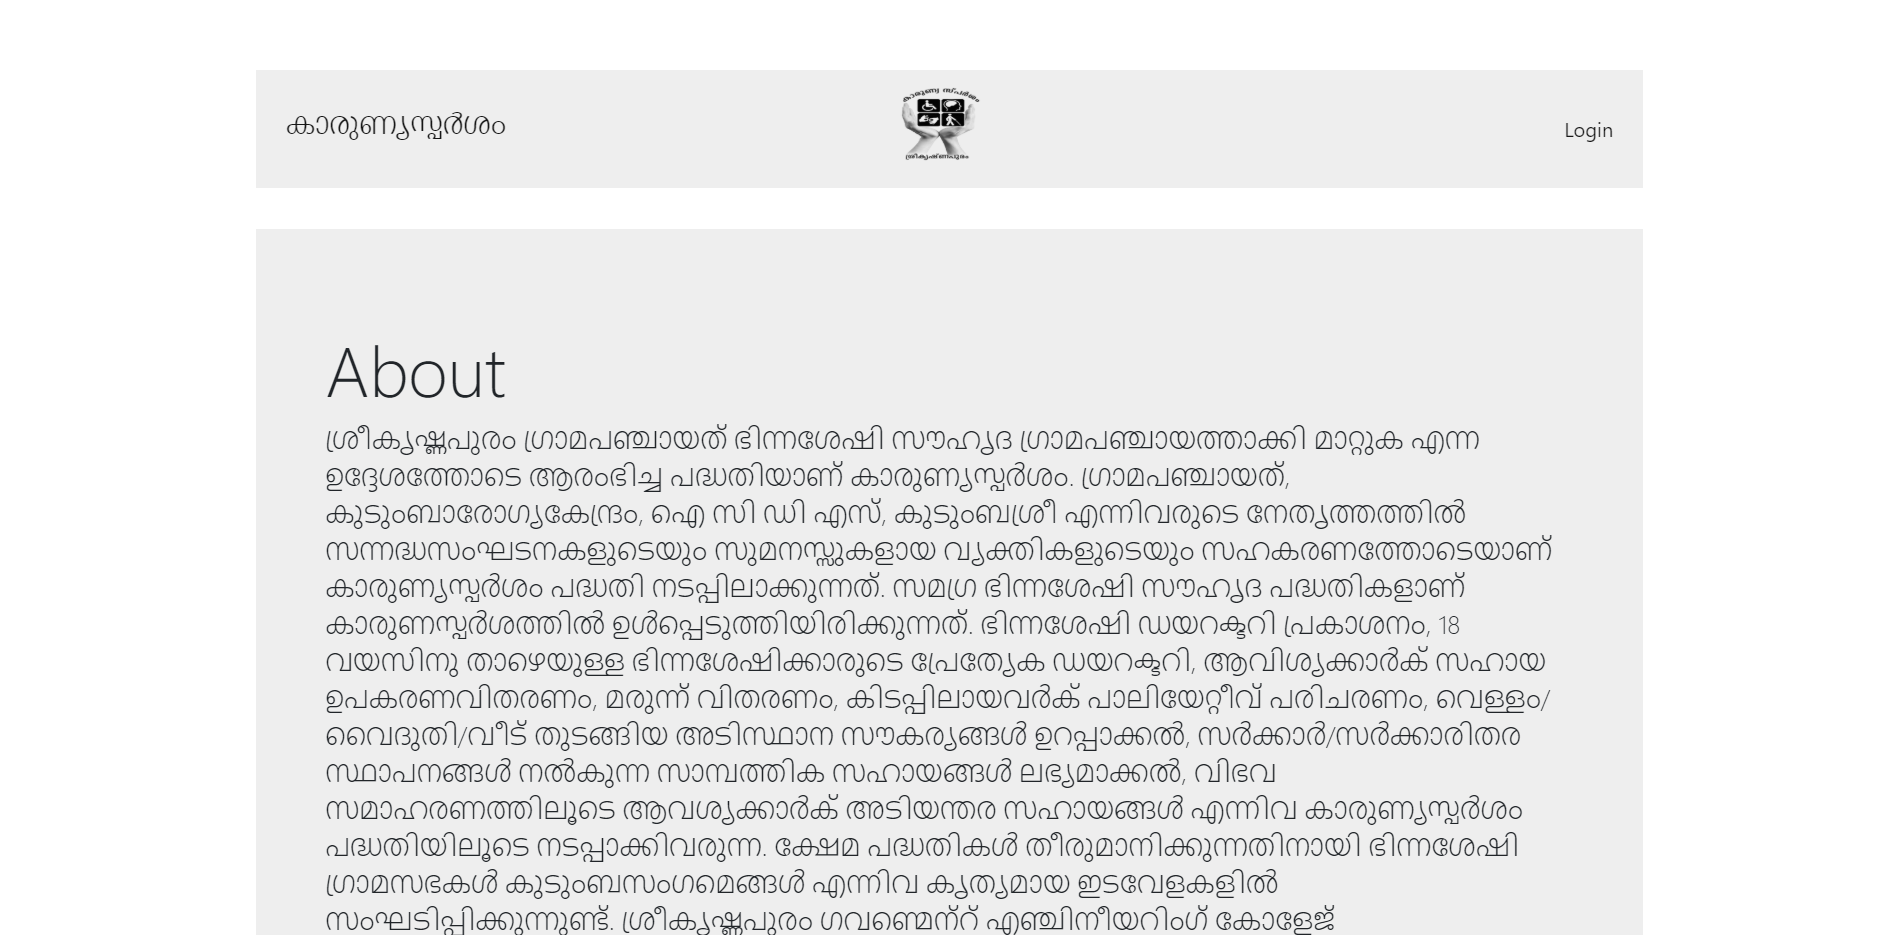 കാരുണ്യസ്പർശം
കാരുണ്യ സ്പർശം
ശ്രീകൃഷ്ണപുരം
Login
About
ശ്രീകൃഷ്ണപുരം ഗ്രാമപഞ്ചായത് ഭിന്നശേഷി സൗഹൃദ ഗ്രാമപഞ്ചായത്താക്കി മാറ്റുക എന്ന
ഉദ്ദേശത്തോടെ ആരംഭിച്ച പദ്ധതിയാണ് കാരുണ്യസ്പർശം. ഗ്രാമപഞ്ചായത്,
കുടുംബാരോഗ്യകേന്ദ്രം, ഐ സി ഡി എസ്, കുടുംബശ്രീ എന്നിവരുടെ നേതൃത്തത്തിൽ
സന്നദ്ധസംഘടനകളുടെയും സുമനസ്സുകളായ വ്യക്തികളുടെയും സഹകരണത്തോടെയാണ്
കാരുണ്യസ്പർശം പദ്ധതി നടപ്പിലാക്കുന്നത്. സമഗ്ര ഭിന്നശേഷി സൗഹൃദ പദ്ധതികളാണ്
കാരുണസ്പർശത്തിൽ ഉൾപ്പെടുത്തിയിരിക്കുന്നത്. ഭിന്നശേഷി ഡയറക്ടറി പ്രകാശനം, 18
വയസിനു താഴെയുള്ള ഭിന്നശേഷിക്കാരുടെ പ്രേത്യേക ഡയറക്ടറി, ആവിശ്യക്കാർക് സഹായ
ഉപകരണവിതരണം, മരുന്ന് വിതരണം, കിടപ്പിലായവർക് പാലിയേറ്റീവ് പരിചരണം, വെള്ളം/
വൈദുതി/വീട് തുടങ്ങിയ അടിസ്ഥാന സൗകര്യങ്ങൾ ഉറപ്പാക്കൽ, സർക്കാർ/സർക്കാരിതര
സ്ഥാപനങ്ങൾ നൽകുന്ന സാമ്പത്തിക സഹായങ്ങൾ ലഭ്യമാക്കൽ, വിഭവ
സമാഹരണത്തിലൂടെ ആവശ്യക്കാർക് അടിയന്തര സഹായങ്ങൾ എന്നിവ കാരുണ്യസ്പർശം
പദ്ധതിയിലൂടെ നടപ്പാക്കിവരുന്ന. ക്ഷേമ പദ്ധതികൾ തീരുമാനിക്കുന്നതിനായി ഭിന്നശേഷി
ഗ്രാമസഭകൾ കുടുംബസംഗമെങ്ങൾ എന്നിവ കൃത്യമായ ഇടവേളകളിൽ
സംഘടിപ്പിക്കുന്നുണ്ട്. ശ്രീകൃഷ്ണപുരം ഗവണ്മെന്റ് എഞ്ചിനീയറിംഗ് കോളേജ്